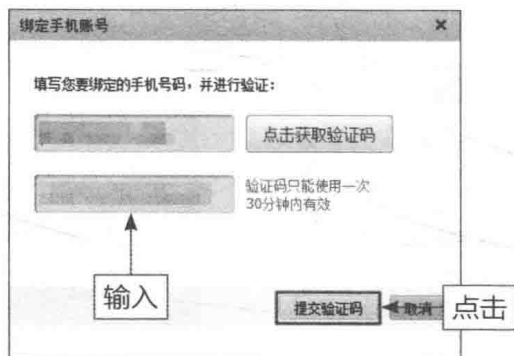 绑定手机账号
填写您要绑定的手机号码，并进行验证：
点击获取验证码
验证码只能使用一次
30分钟内有效
输入
提交验证码
取消
点击